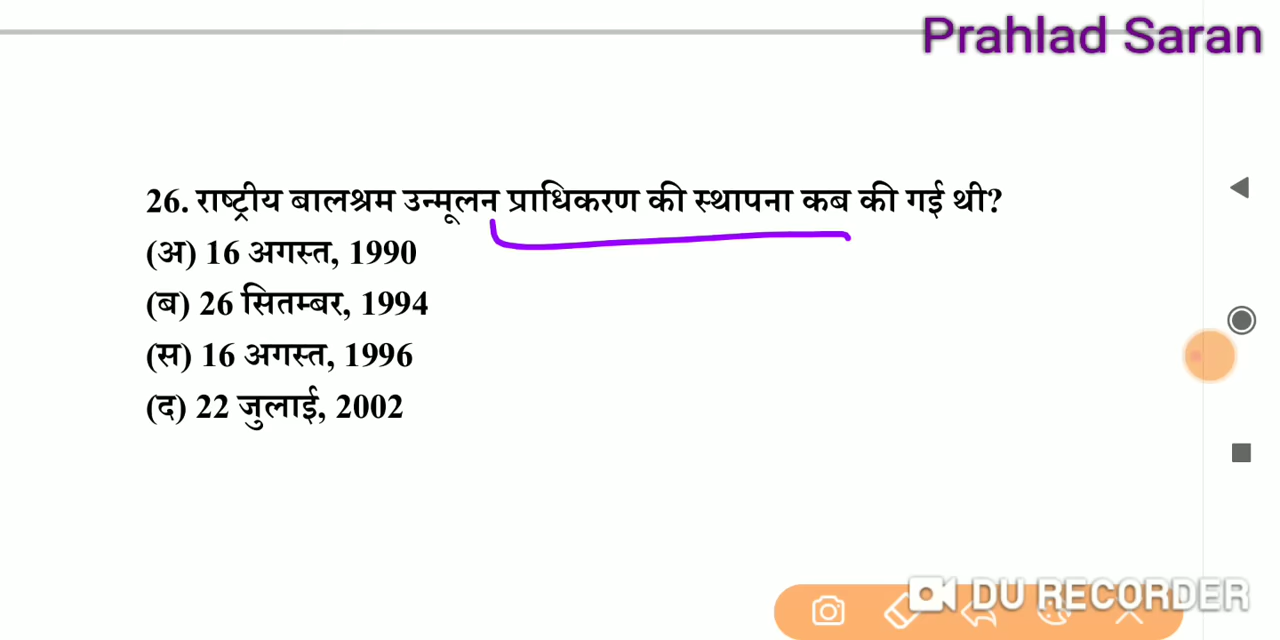 Prahlad Saran
26. राष्ट्रीय बालश्रम उन्मूलन प्राधिकरण की स्थापना कब की गई थी?
(अ) 16 अगस्त, 1990
(ब) 26 सितम्बर, 1994
(स) 16 अगस्त, 1996
(द) 22 जुलाई, 2002
DU RECORDER